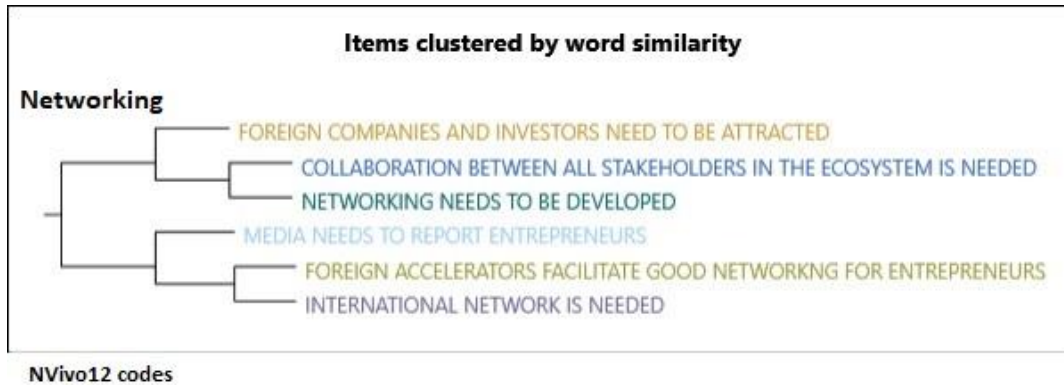 Items clustered by word similarity
Networking
FOREIGN COMPANIES AND INVESTORS NEED TO BE ATTRACTED
COLLABORATION BETWEEN ALL STAKEHOLDERS IN THE ECOSYSTEM IS NEEDED
NETWORKING NEEDS TO BE DEVELOPED
MEDIA NEEDS TO REPORT ENTREPRENEURS
FOREIGN ACCELERATORS FACILITATE GOOD NETWORKNG FOR ENTREPRENEURS
INTERNATIONAL NETWORK IS NEEDED
NVivo12 codes